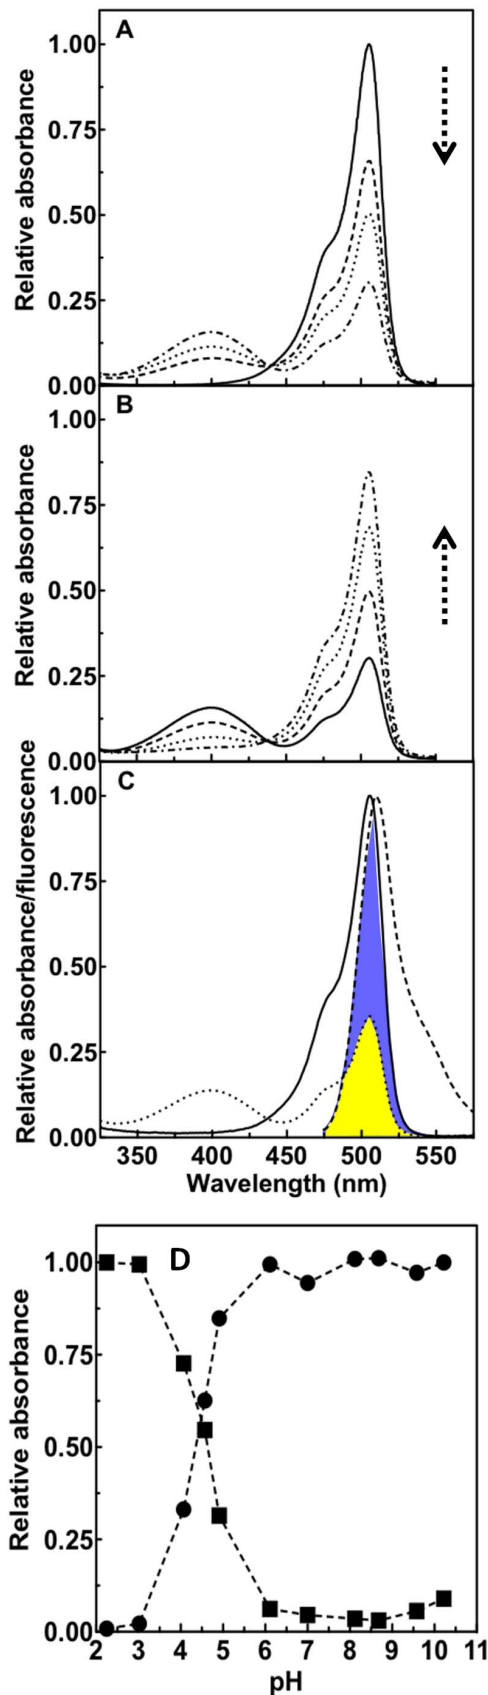 A
1.00
0.75
0.50
0.25
0.00
Relative absorbance
B
1.00
0.75
0.50
0.25
0.00
Relative absorbance
C
1.00
0.75
0.50
0.25
0.00
Relative absorbance/fluorescence
350 400 450 500 550
Wavelength (nm)
D
1.00
0.75
0.50
0.25
0.00
Relative absorbance
2 3 4 5 6 7 8 9 10 11
pH